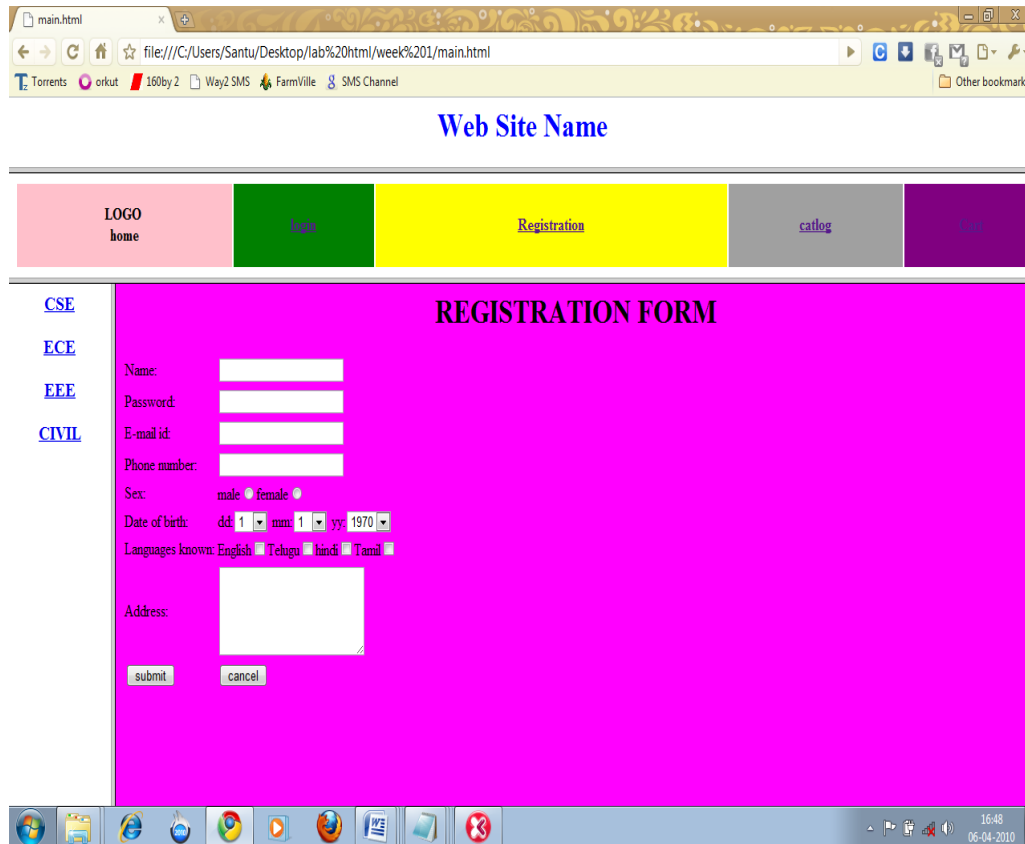 main.html
file:///C:/Users/Santu/Desktop/lab%20html/week%201/main.html
Torrents orkut 160by 2 Way2 SMS FarmVille SMS Channel Other bookmark
Web Site Name
LOGO
home
login Registration catlog
CSE
ECE
EEE
CIVIL
REGISTRATION FORM
Name:
Password:
E-mail id:
Phone number:
Sex: male female
Date of birth: dd: 1 mm: 1 yy: 1970
Languages known: English Telugu hindi Tamil
Address:
submit cancel
16:48
06-04-2010